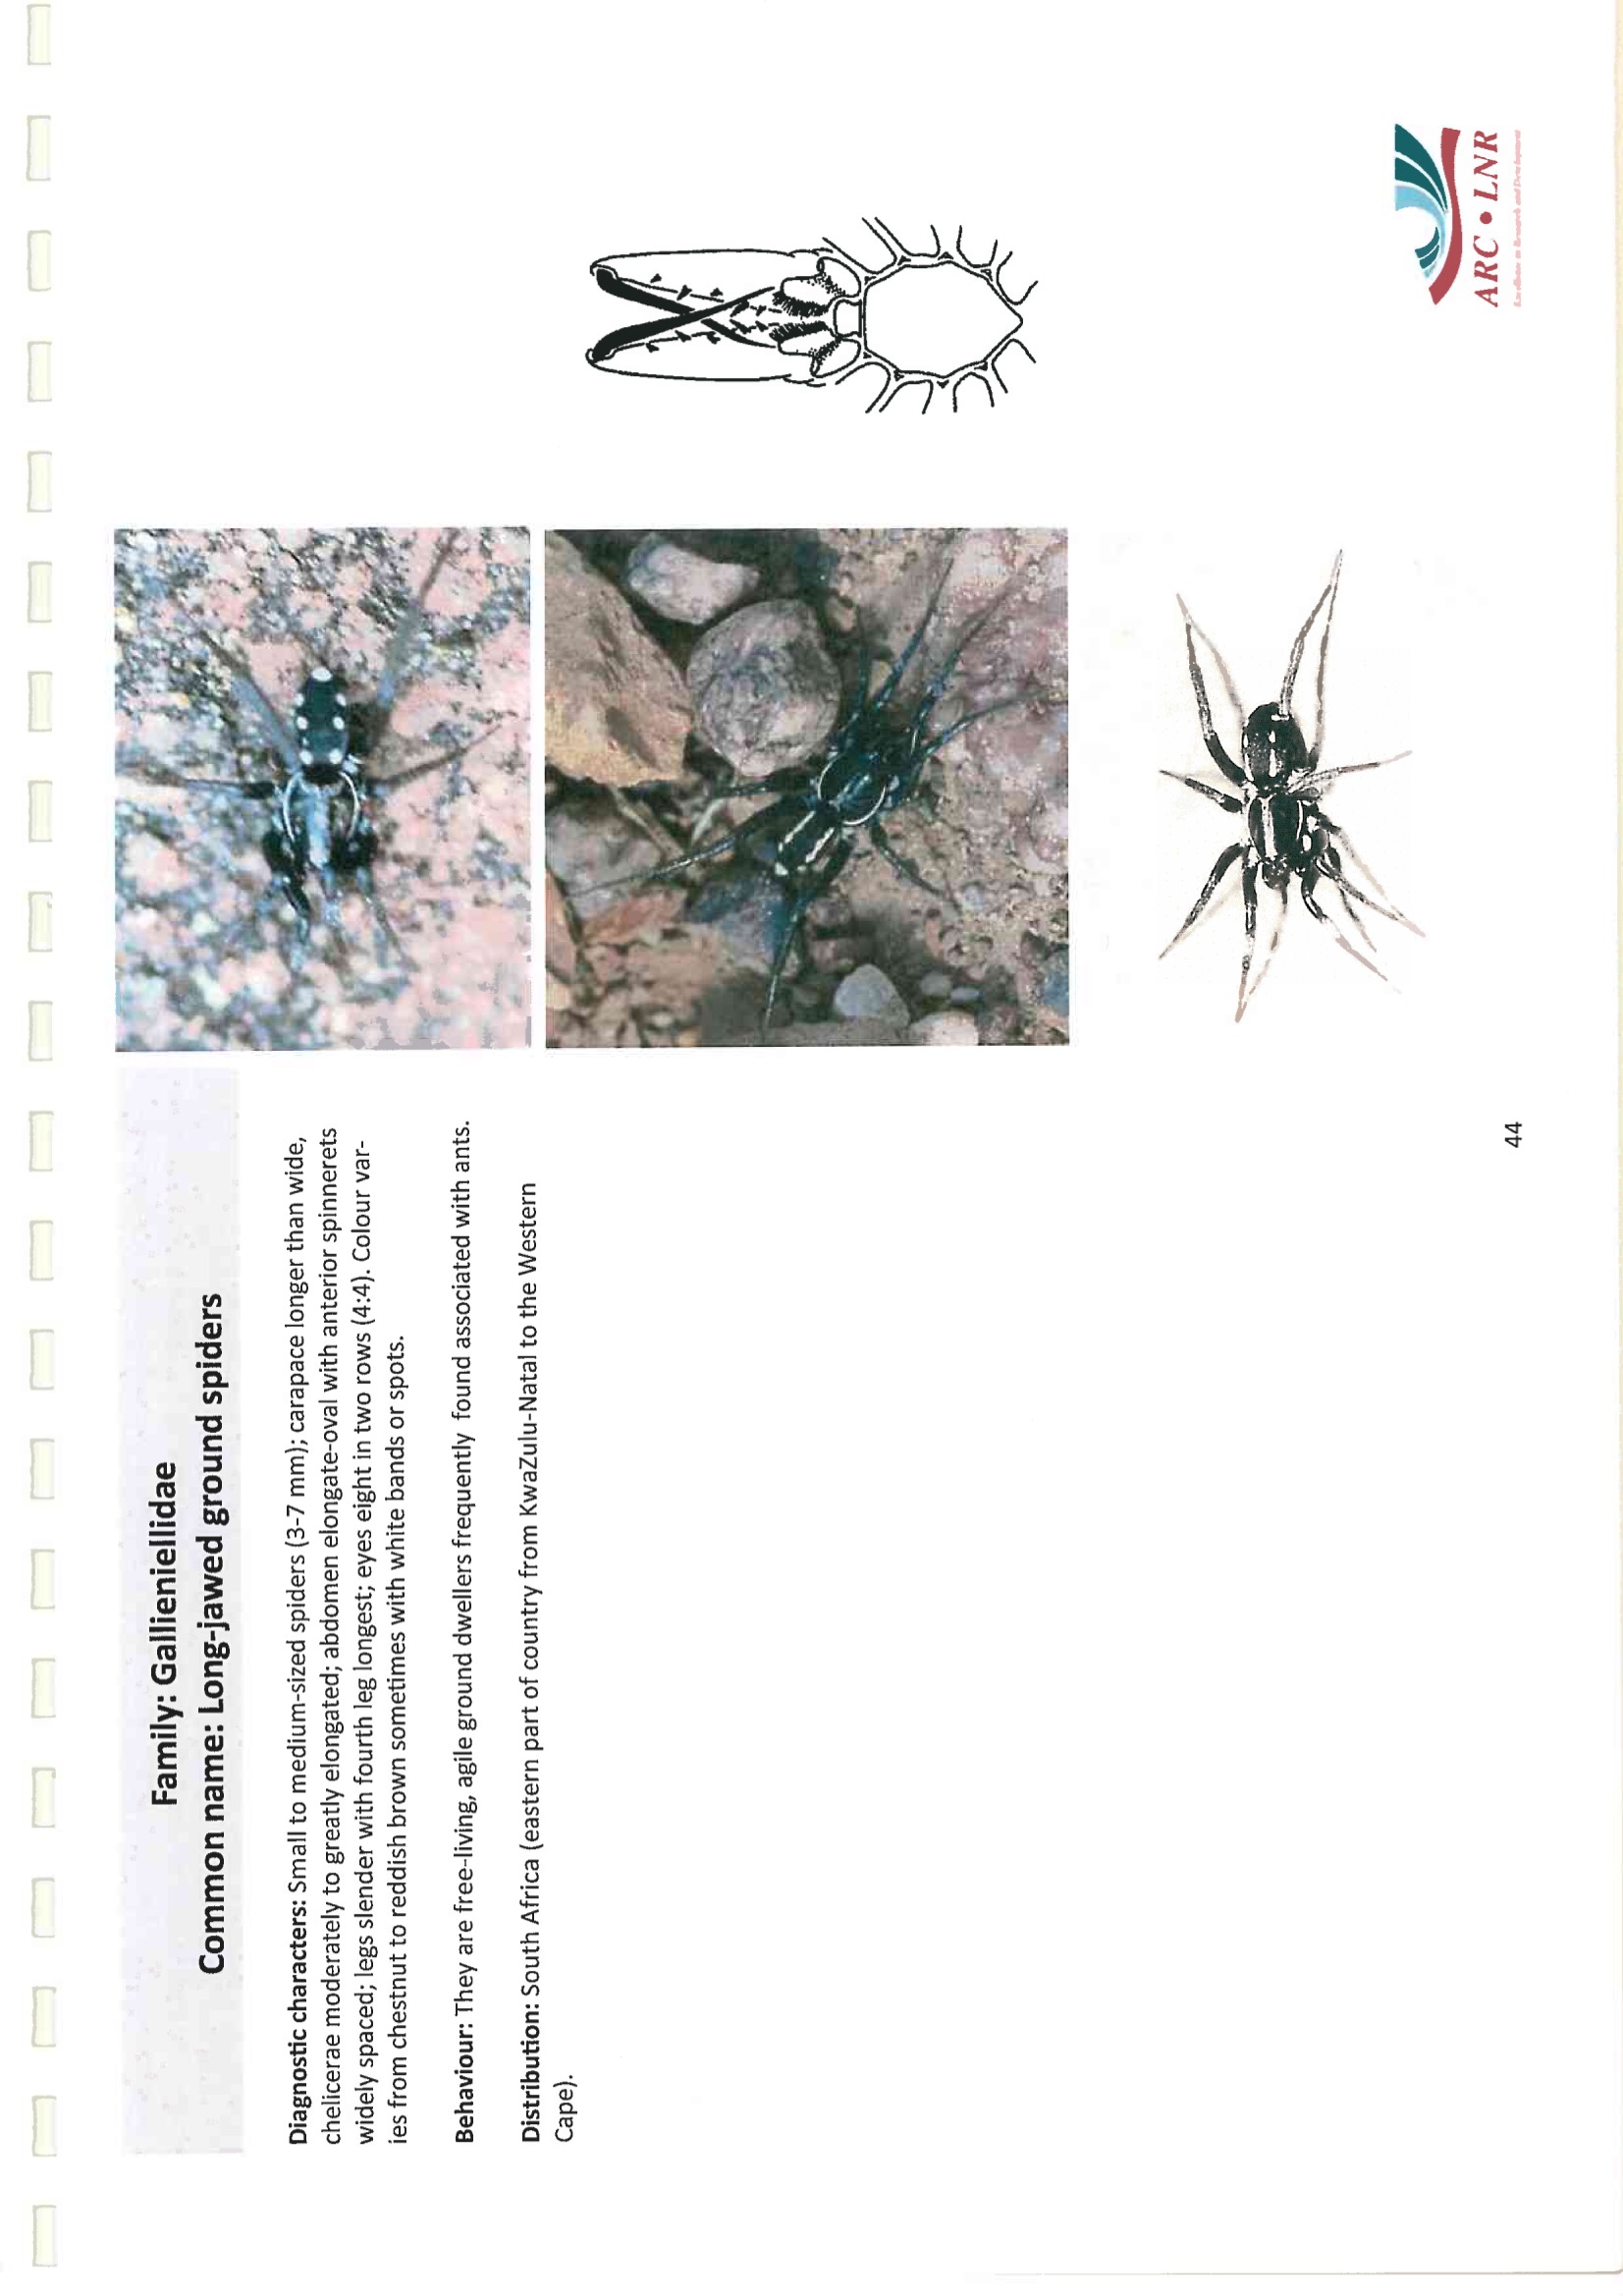 Family: Gallieniellidae
Common name: Long-jawed ground spiders
Diagnostic characters: Small to medium-sized spiders (3-7 mm); carapace longer than wide,
chelicerae moderately to greatly elongated; abdomen elongate-oval with anterior spinnerets
widely spaced; legs slender with fourth leg longest; eyes eight in two rows (4:4). Colour var-
ies from chestnut to reddish brown sometimes with white bands or spots.
Behaviour: They are free-living, agile ground dwellers frequently found associated with ants.
Distribution: South Africa (eastern part of country from KwaZulu-Natal to the Western
Cape).
44
ARC • LNR
Excellence in Research and Development